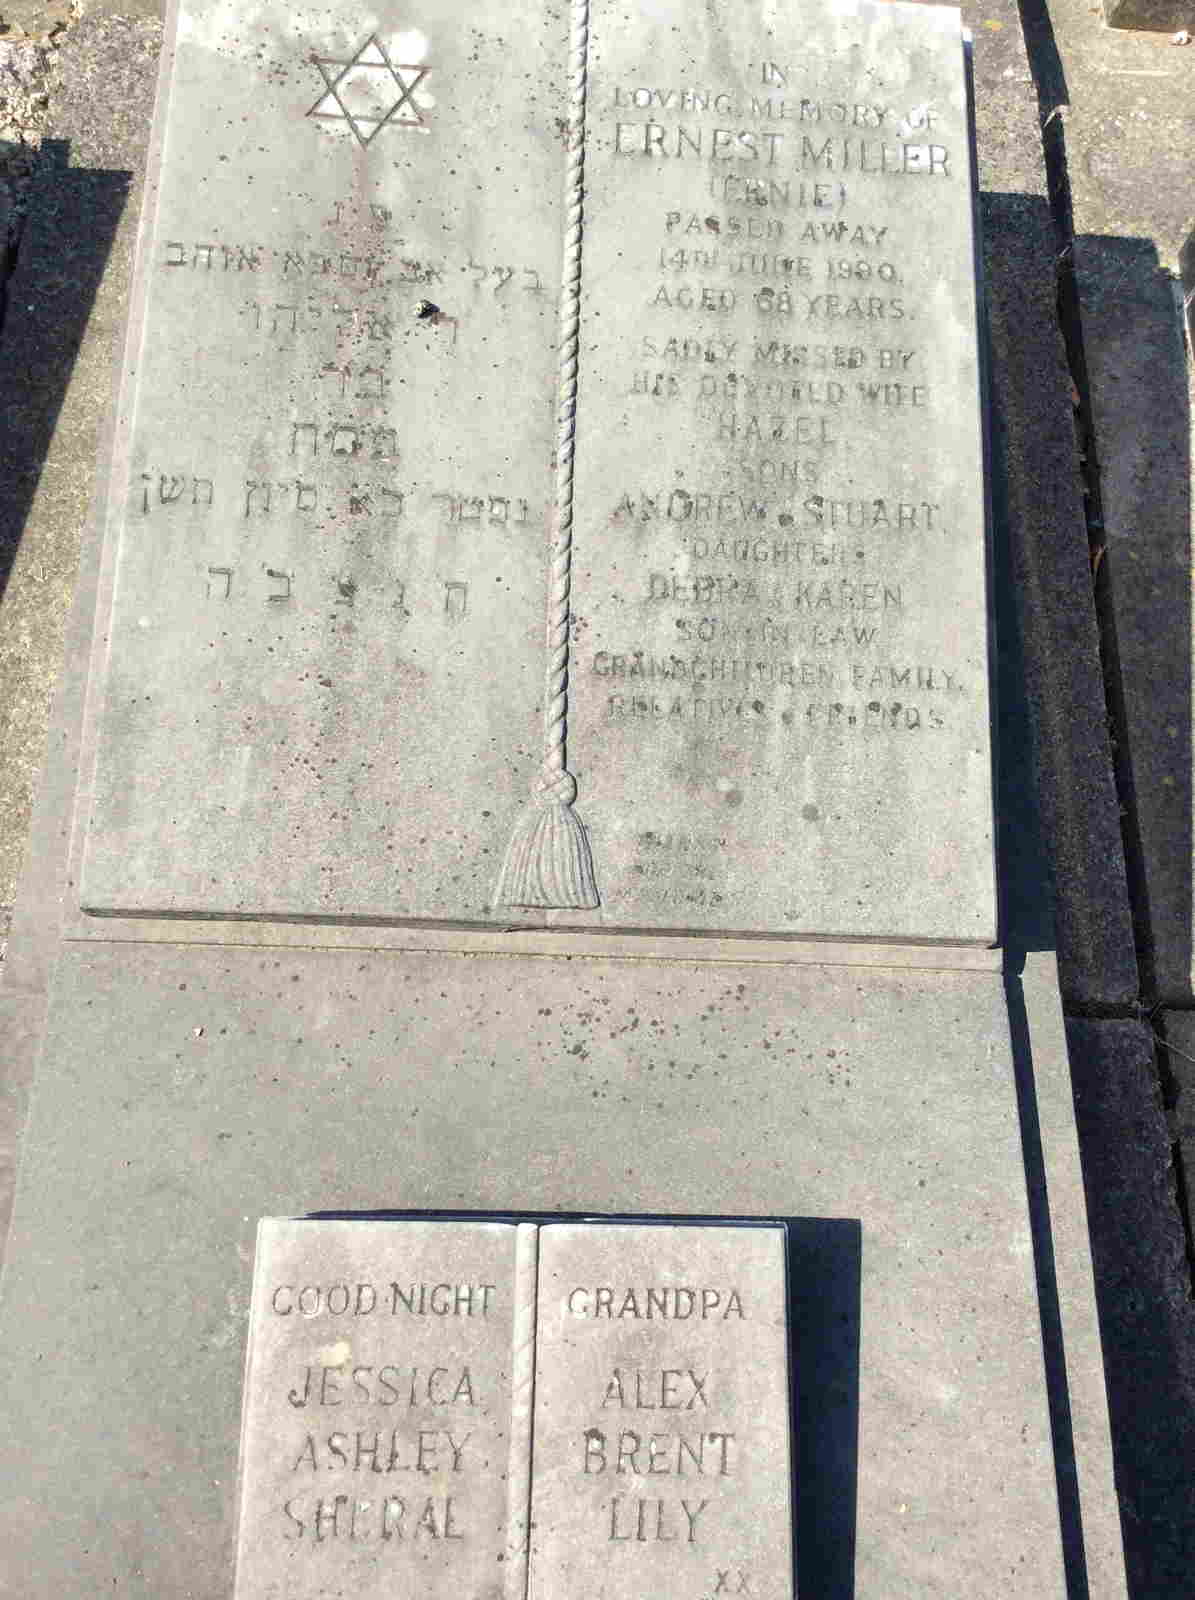 פ נ
בעל אב וסבא אוהב
ר אליהו
בר
פסח
נפטר כא סיון תשן
ת נ צ ב ה
IN
LOVING MEMORY OF
ERNEST MILLER
(ERNIE)
PASSED AWAY
14TH JUNE 1990.
AGED 68 YEARS.
SADLY MISSED BY
HIS DEVOTED WIFE
HAZEL
SONS
ANDREW & STUART.
DAUGHTERS
DEBRA & KAREN
SON-IN-LAW
GRANDCHILDREN, FAMILY,
RELATIVES & FRIENDS
GOOD NIGHT
JESSICA
ASHLEY
SHERAL
GRANDPA
ALEX
BRENT
LILY
XX